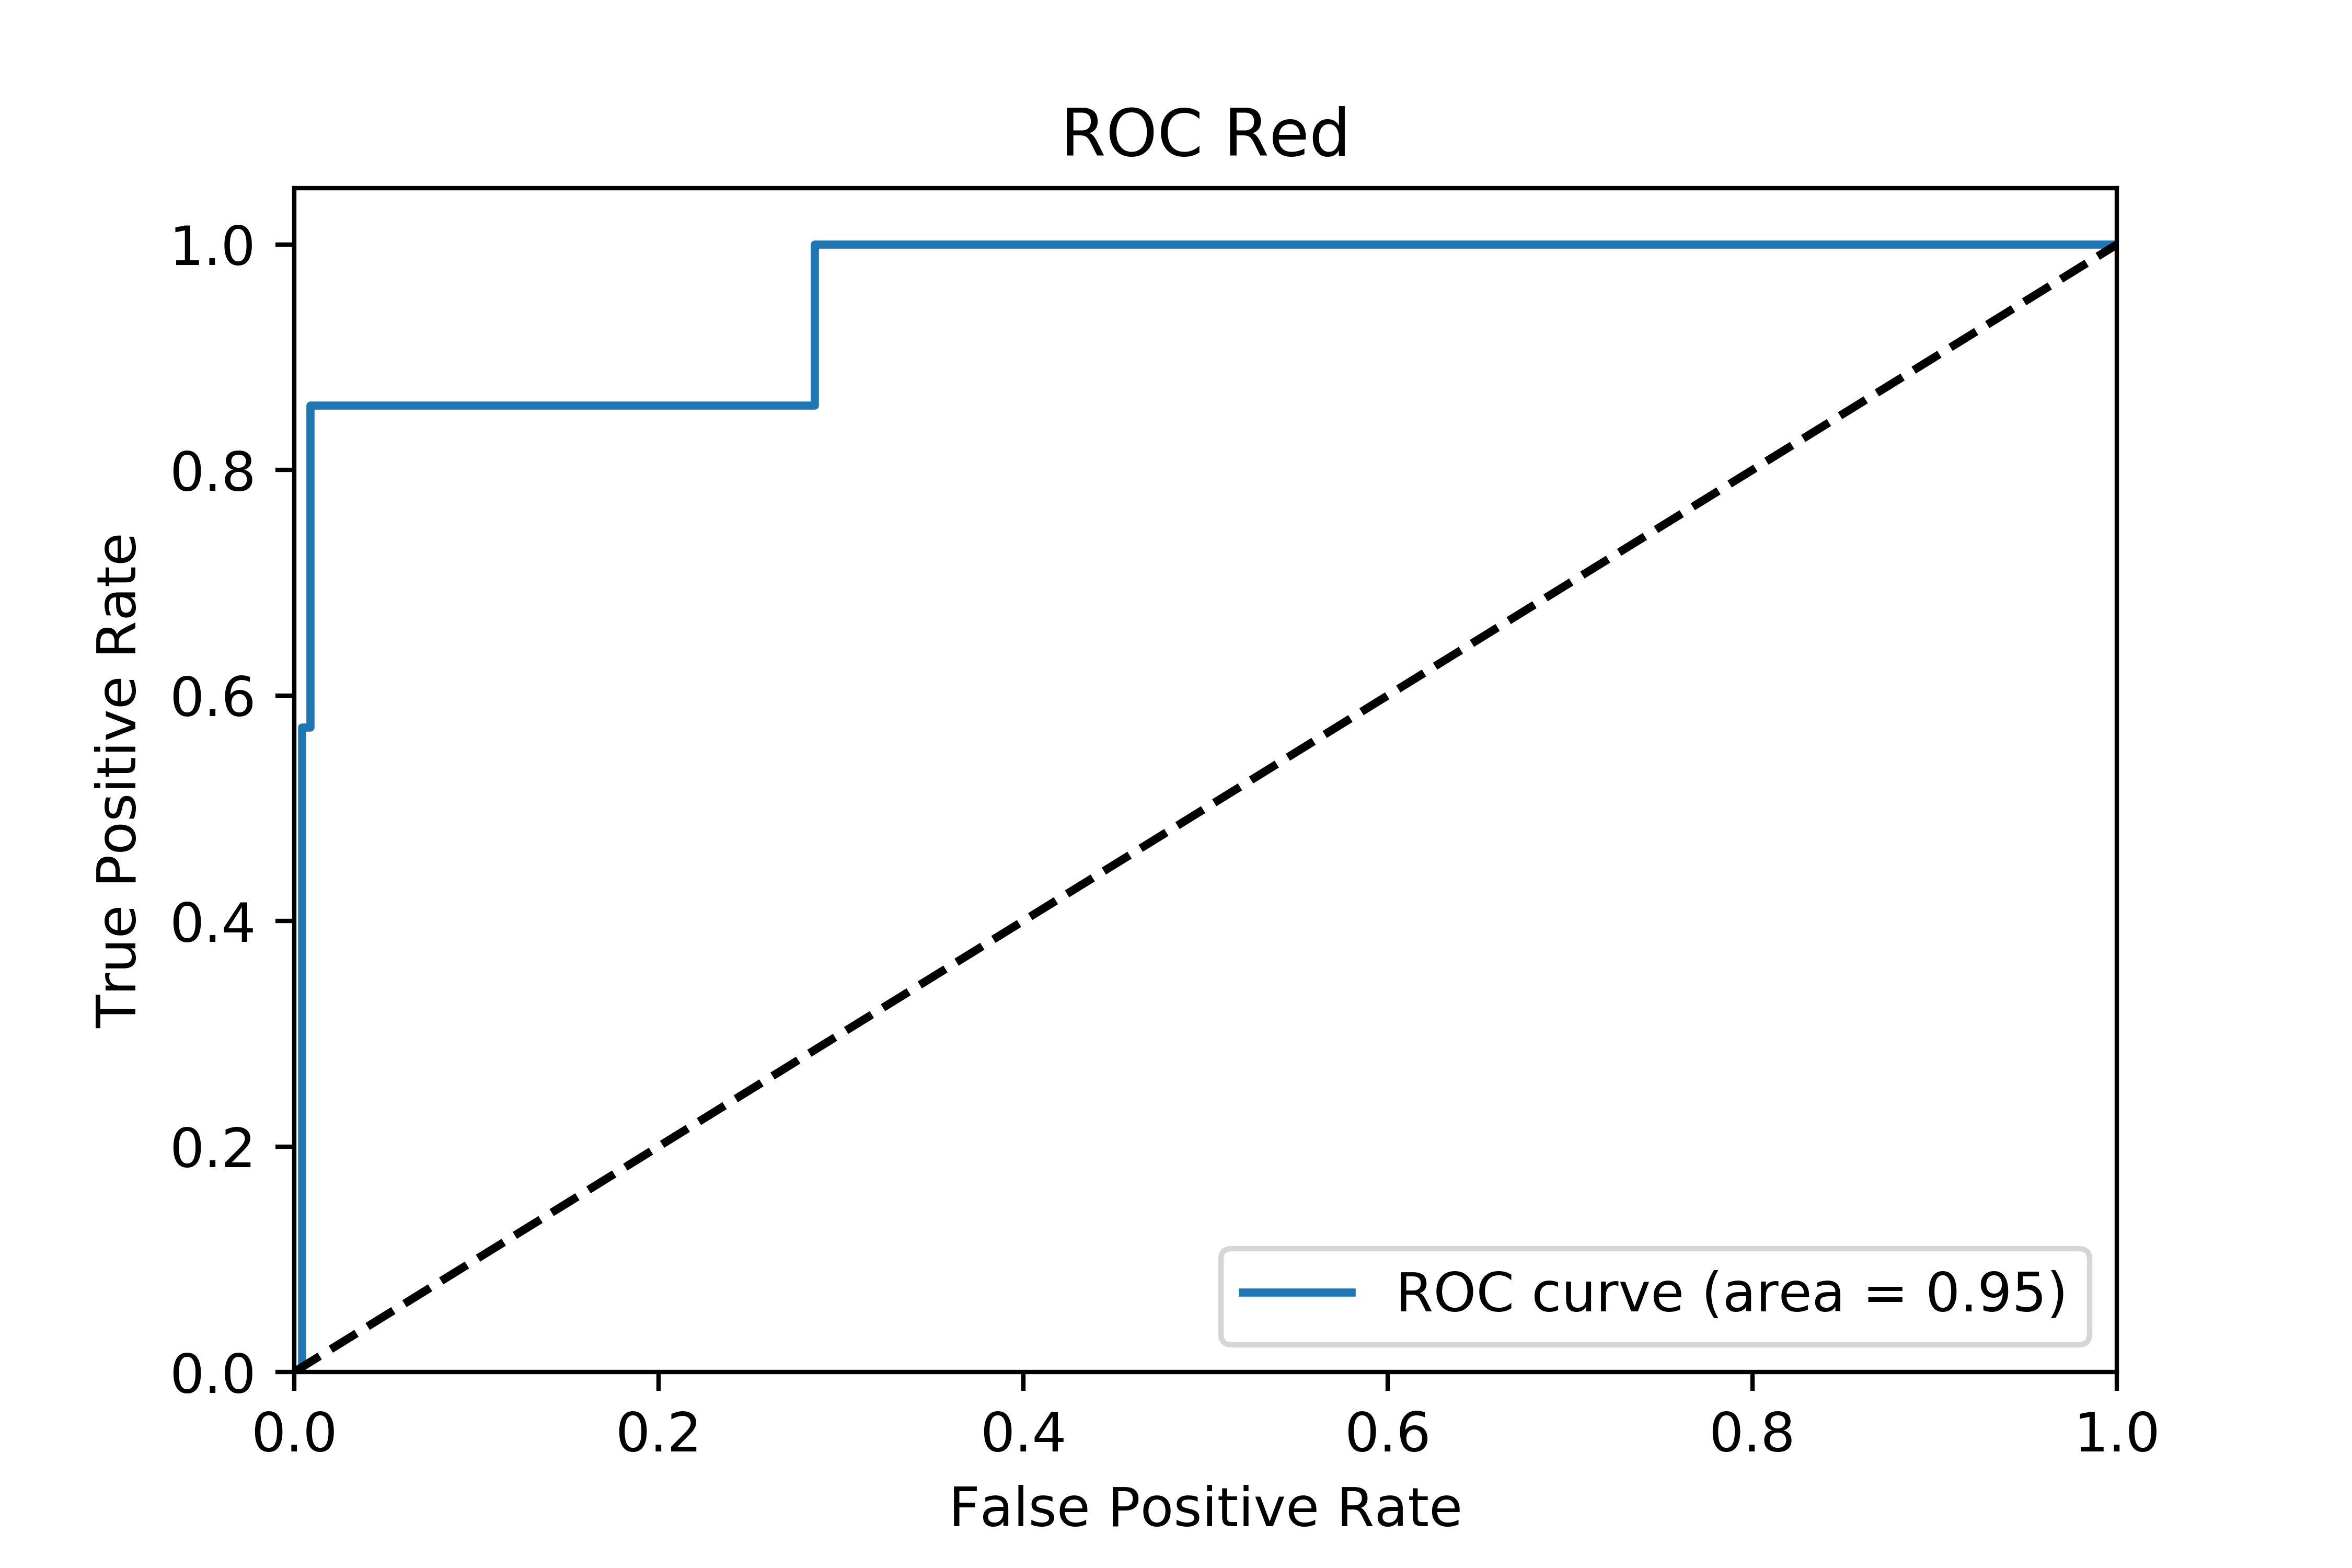 ROC Red
True Positive Rate
1.0
0.8
0.6
0.4
0.2
0.0
ROC curve (area = 0.95)
0.0 0.2 0.4 0.6 0.8 1.0
False Positive Rate